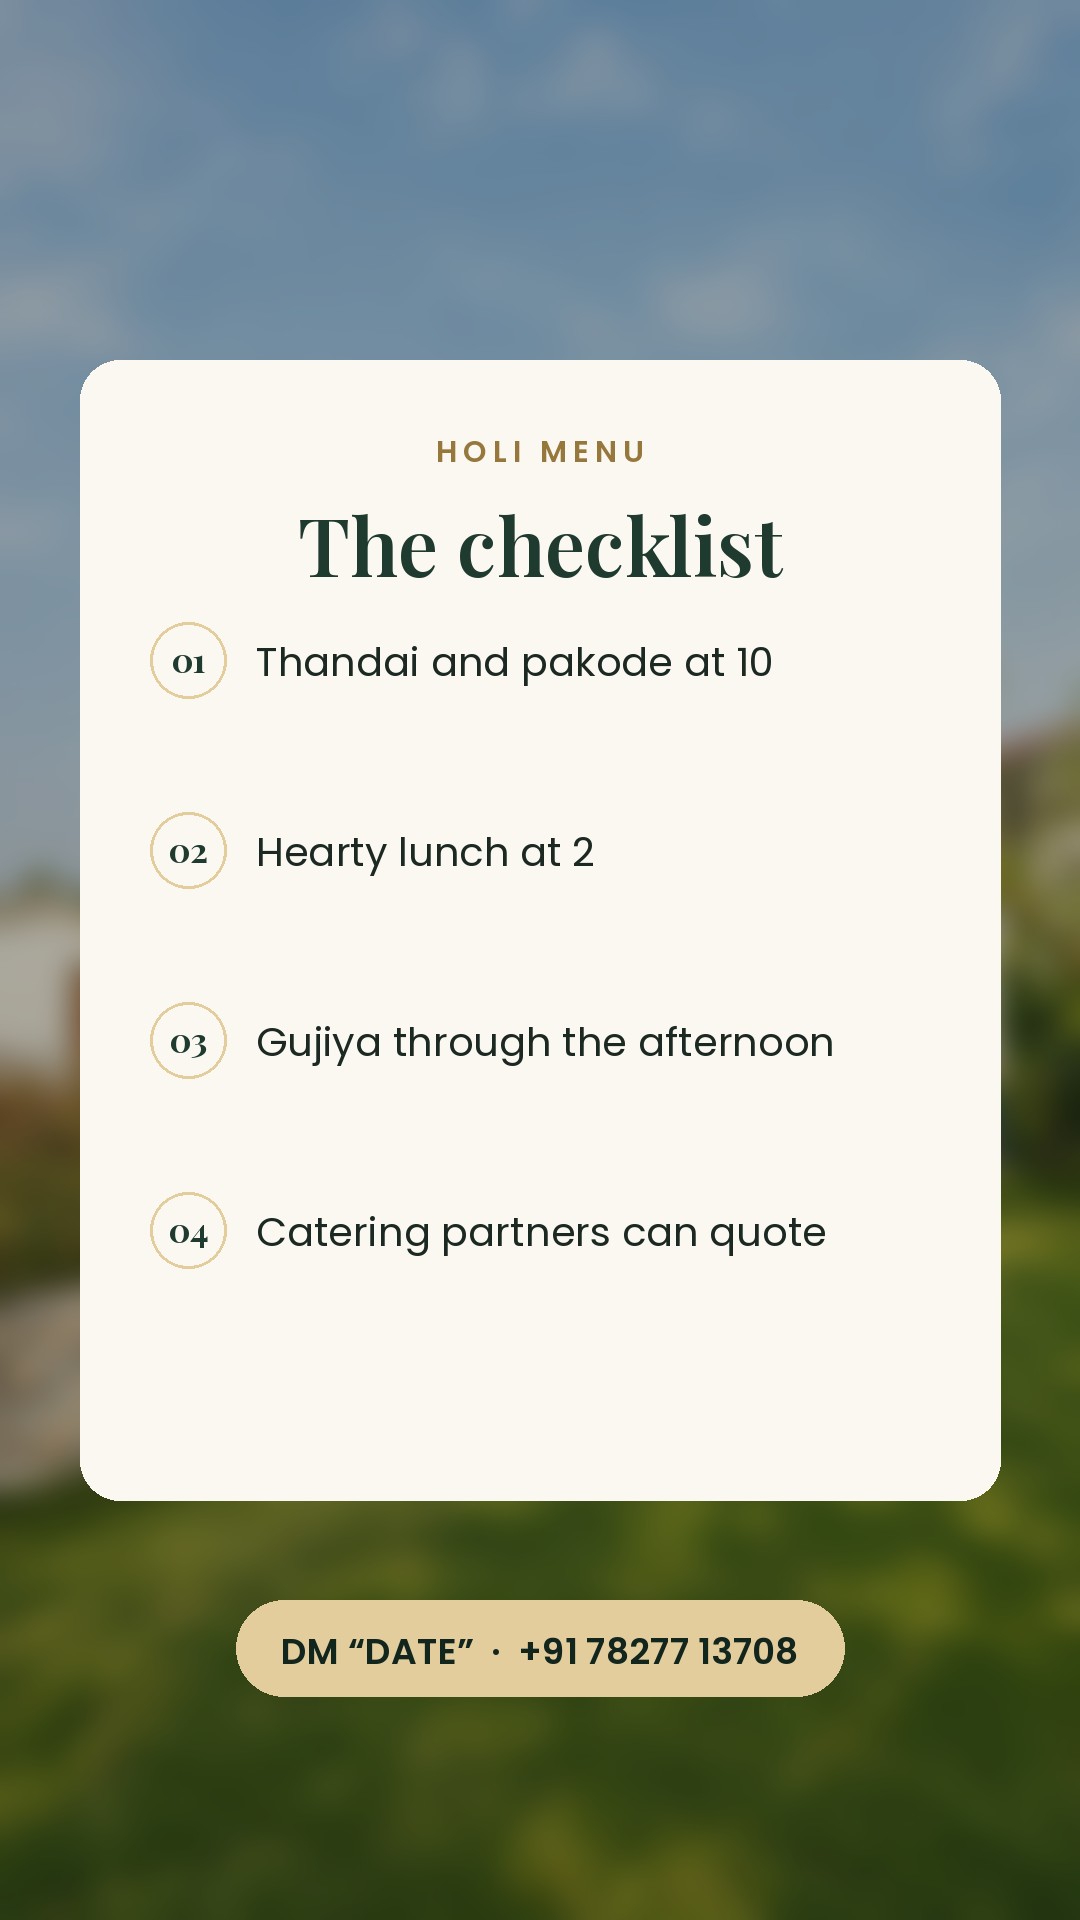 HOLI MENU
The checklist
01 Thandai and pakode at 10
02 Hearty lunch at 2
03 Gujiya through the afternoon
04 Catering partners can quote
DM “DATE” · +91 78277 13708